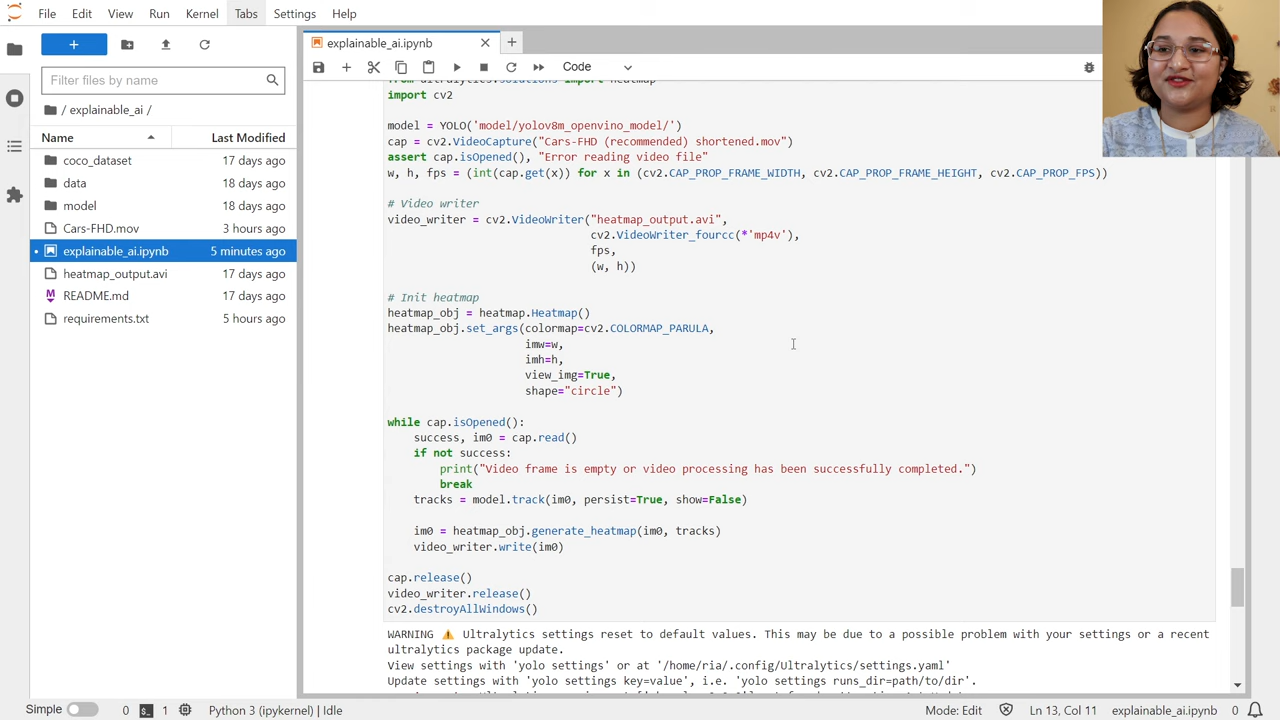 File Edit View Run Kernel Tabs Settings Help
explainable_ai.ipynb
Code
Filter files by name
/ explainable_ai /
Name Last Modified
coco_dataset 17 days ago
data 18 days ago
model 18 days ago
Cars-FHD.mov 3 hours ago
explainable_ai.ipynb 5 minutes ago
heatmap_output.avi 17 days ago
README.md 17 days ago
requirements.txt 5 hours ago
from ultralytics.solutions import heatmap
import cv2
model = YOLO('model/yolov8m_openvino_model/')
cap = cv2.VideoCapture("Cars-FHD (recommended) shortened.mov")
assert cap.isOpened(), "Error reading video file"
w, h, fps = (int(cap.get(x)) for x in (cv2.CAP_PROP_FRAME_WIDTH, cv2.CAP_PROP_FRAME_HEIGHT, cv2.CAP_PROP_FPS))
# Video writer
video_writer = cv2.VideoWriter("heatmap_output.avi",
cv2.VideoWriter_fourcc(*'mp4v'),
fps,
(w, h))
# Init heatmap
heatmap_obj = heatmap.Heatmap()
heatmap_obj.set_args(colormap=cv2.COLORMAP_PARULA,
imw=w,
imh=h,
view_img=True,
shape="circle")
while cap.isOpened():
success, im0 = cap.read()
if not success:
print("Video frame is empty or video processing has been successfully completed.")
break
tracks = model.track(im0, persist=True, show=False)
im0 = heatmap_obj.generate_heatmap(im0, tracks)
video_writer.write(im0)
cap.release()
video_writer.release()
cv2.destroyAllWindows()
WARNING ⚠️ Ultralytics settings reset to default values. This may be due to a possible problem with your settings or a recent
ultralytics package update.
View settings with 'yolo settings' or at '/home/ria/.config/Ultralytics/settings.yaml'
Update settings with 'yolo settings key=value', i.e. 'yolo settings runs_dir=path/to/dir'.
Simple 0 1 Python 3 (ipykernel) | Idle Mode: Edit Ln 13, Col 11 explainable_ai.ipynb 0